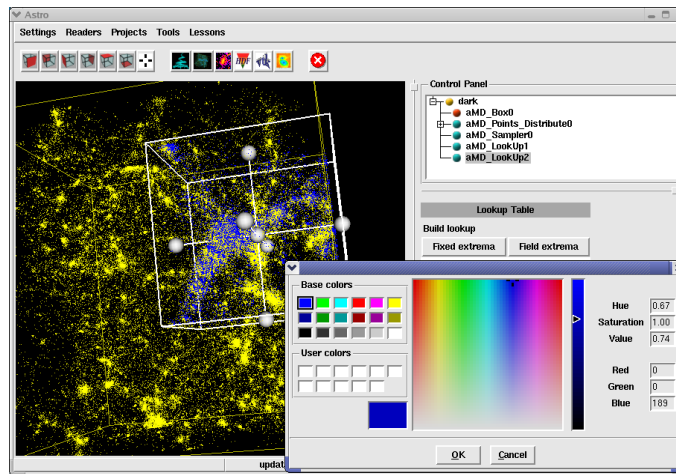 Astro
Settings Readers Projects Tools Lessons
HDF
Control Panel
dark
aMD_Box0
aMD_Points_Distribute0
aMD_Sampler0
aMD_LookUp1
aMD_LookUp2
Lookup Table
Build lookup
Fixed extrema Field extrema
Base colors
User colors
Hue 0.67
Saturation 1.00
Value 0.74
Red 0
Green 0
Blue 189
OK Cancel